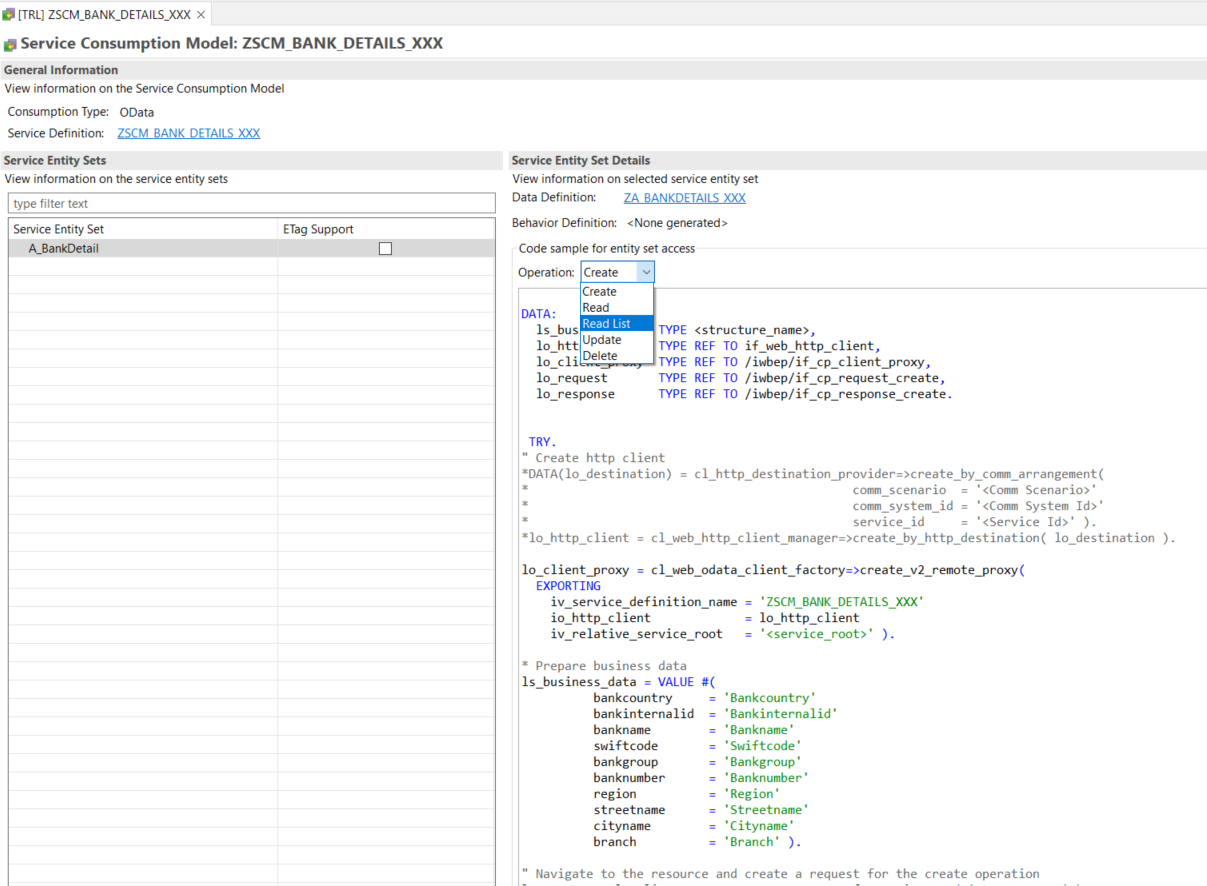 [TRL] ZSCM_BANK_DETAILS_XXX
Service Consumption Model: ZSCM_BANK_DETAILS_XXX
General Information
View information on the Service Consumption Model
Consumption Type: OData
Service Definition: ZSCM_BANK_DETAILS_XXX
Service Entity Sets
View information on the service entity sets
type filter text
Service Entity Set ETag Support
A_BankDetail
Service Entity Set Details
View information on selected service entity set
Data Definition: ZA_BANKDETAILS_XXX
Behavior Definition: <None generated>
Code sample for entity set access
Operation: Create
Create
Read
Read List
Update
Delete
DATA:
ls_bus TYPE <structure_name>,
lo_htt TYPE REF TO if_web_http_client,
lo_client_proxy TYPE REF TO /iwbep/if_cp_client_proxy,
lo_request TYPE REF TO /iwbep/if_cp_request_create,
lo_response TYPE REF TO /iwbep/if_cp_response_create.
TRY.
" Create http client
*DATA(lo_destination) = cl_http_destination_provider=>create_by_comm_arrangement(
* comm_scenario = '<Comm Scenario>'
* comm_system_id = '<Comm System Id>'
* service_id = '<Service Id>' ).
*lo_http_client = cl_web_http_client_manager=>create_by_http_destination( lo_destination ).
lo_client_proxy = cl_web_odata_client_factory=>create_v2_remote_proxy(
EXPORTING
iv_service_definition_name = 'ZSCM_BANK_DETAILS_XXX'
io_http_client = lo_http_client
iv_relative_service_root = '<service_root>' ).
* Prepare business data
ls_business_data = VALUE #(
bankcountry = 'Bankcountry'
bankinternalid = 'Bankinternalid'
bankname = 'Bankname'
swiftcode = 'Swiftcode'
bankgroup = 'Bankgroup'
banknumber = 'Banknumber'
region = 'Region'
streetname = 'Streetname'
cityname = 'Cityname'
branch = 'Branch' ).
" Navigate to the resource and create a request for the create operation